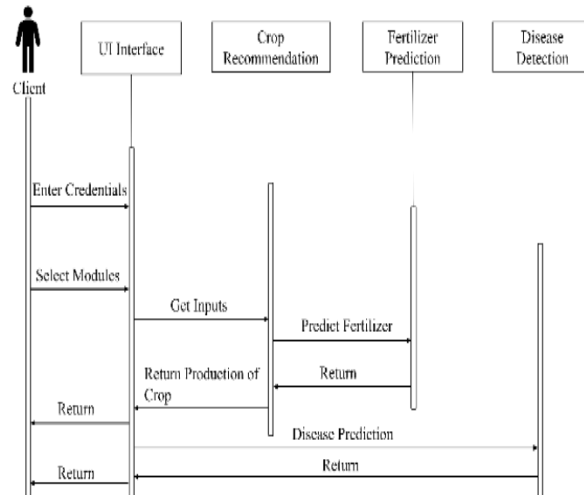 UI Interface
Crop
Recommendation
Fertilizer
Prediction
Disease
Detection
Client
Enter Credentials
Select Modules
Get Inputs
Predict Fertilizer
Return Production of
Crop
Return
Return
Disease Prediction
Return
Return